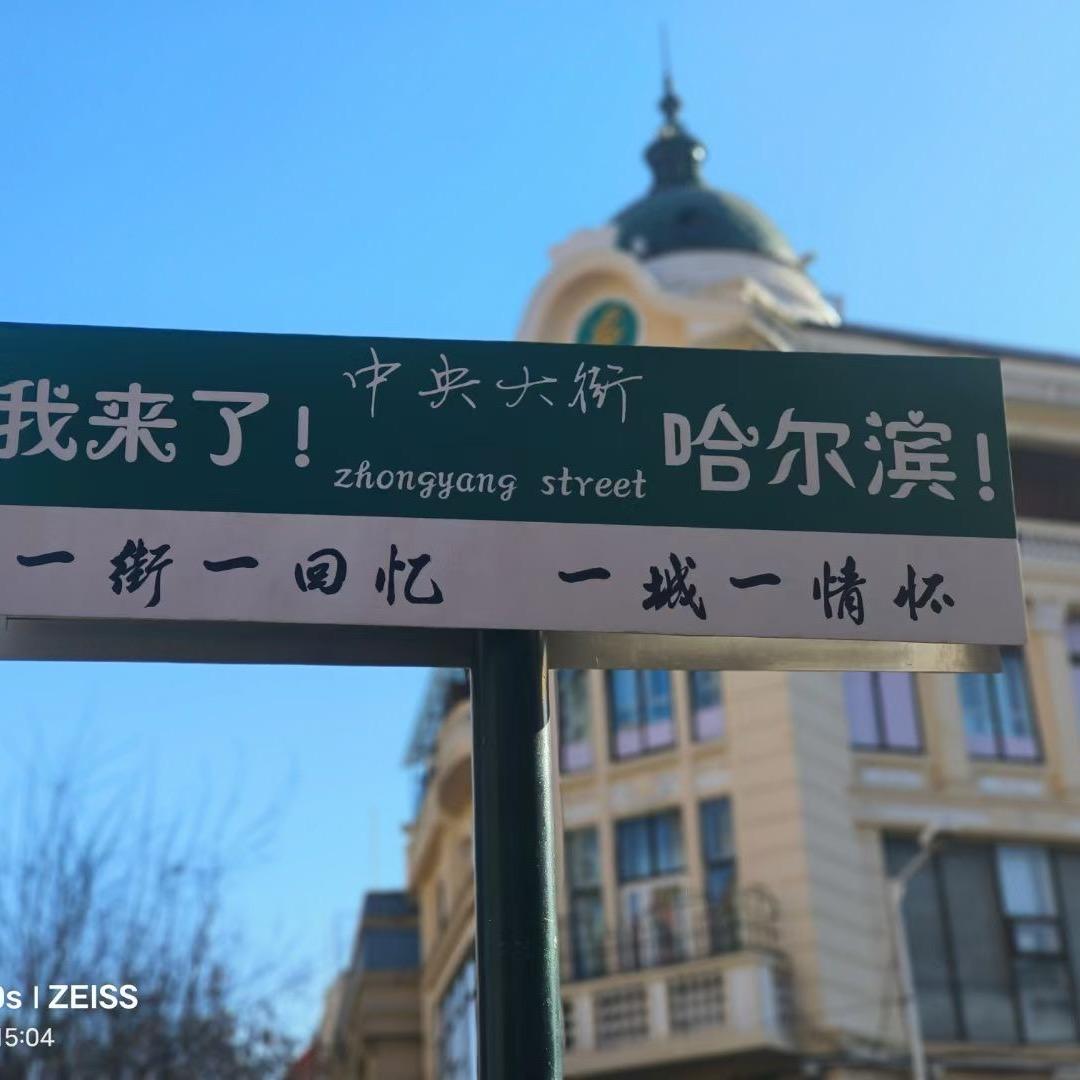 我来了！ 中央大街 哈尔滨！
zhongyang street
一街一回忆 一城一情怀
s | ZEISS
15:04